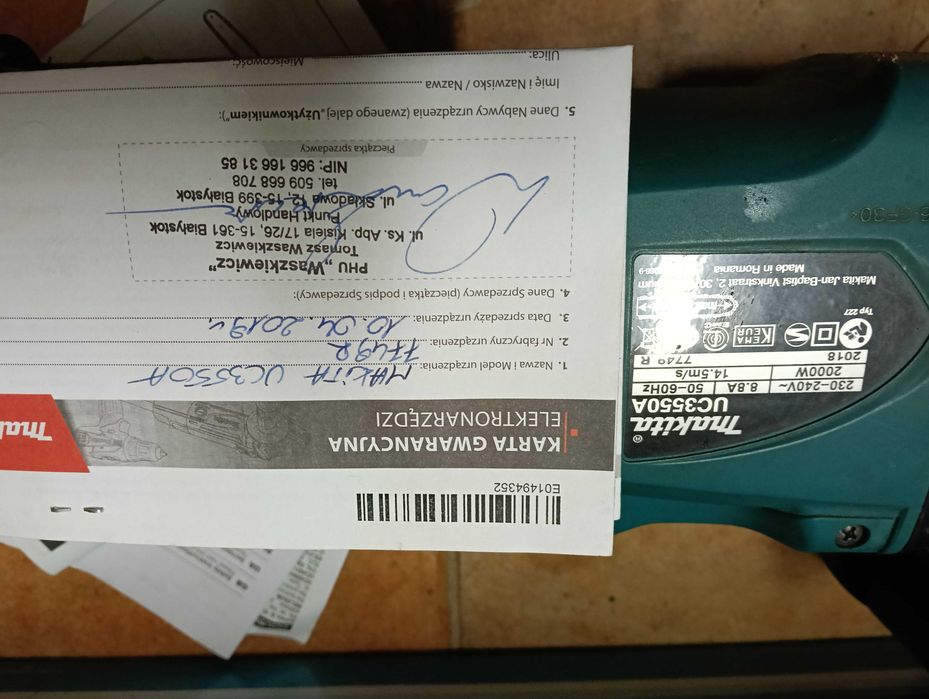 E01494352
KARTA GWARANCYJNA
ELEKTRONARZĘDZI
1. Nazwa i Model urządzenia: MAKITA UC3550A
2. Nr fabryczny urządzenia: 7749R
3. Data sprzedaży urządzenia: 10.04.2019r
4. Dane Sprzedawcy (pieczątka i podpis Sprzedawcy):
PHU „Waszkiewicz”
Tomasz Waszkiewicz
ul. Ks. Abp. Kisiela 17/26, 15-361 Białystok
Punkt Handlowy
ul. Składowa 12, 15-399 Białystok
tel. 509 668 708
NIP: 966 166 31 85
Pieczątka sprzedawcy
5. Dane Nabywcy urządzenia (zwanego dalej „Użytkownikiem”):
Imię i Nazwisko / Nazwa
Ulica: Miejscowość:
makita®
UC3550A
230-240V~ 8.8A 50-60Hz
2000W 14.5m/s
2018 7749 R
KEMA EUR
Typ 227
Makita Jan-Baptist Vinkstraat 2,
Made in Romania